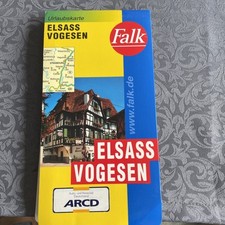 Urlaubskarte
ELSASS
VOGESEN
Falk
www.falk.de
ELSASS
VOGESEN
ARCD